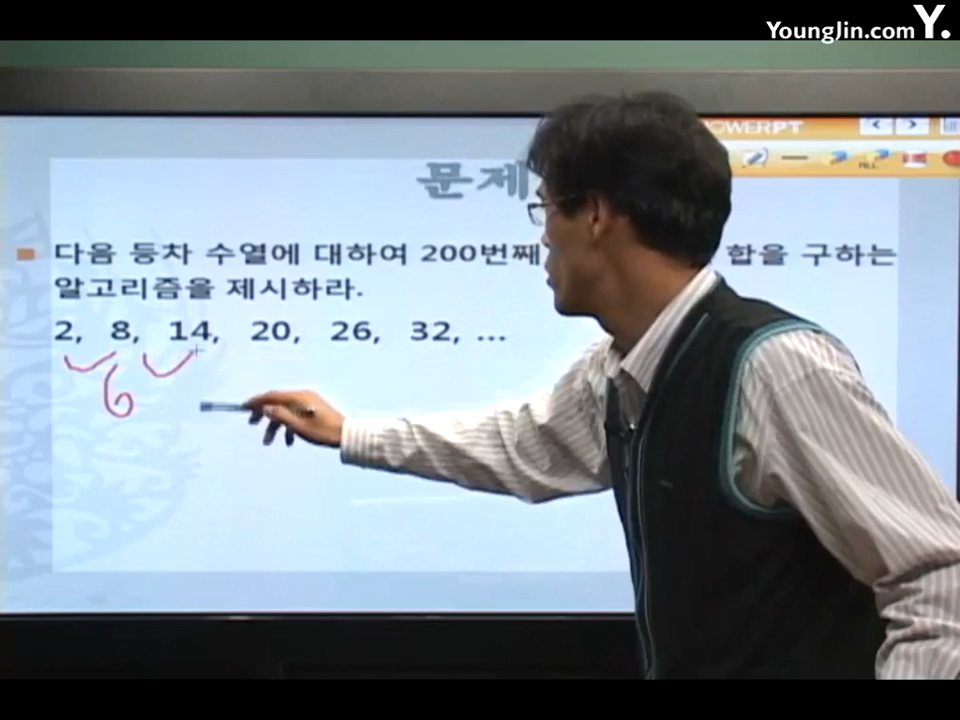 YoungJin.com Y.
POWERPT
문제
다음 등차 수열에 대하여 200번째 합을 구하는
알고리즘을 제시하라.
2, 8, 14, 20, 26, 32, ...
6